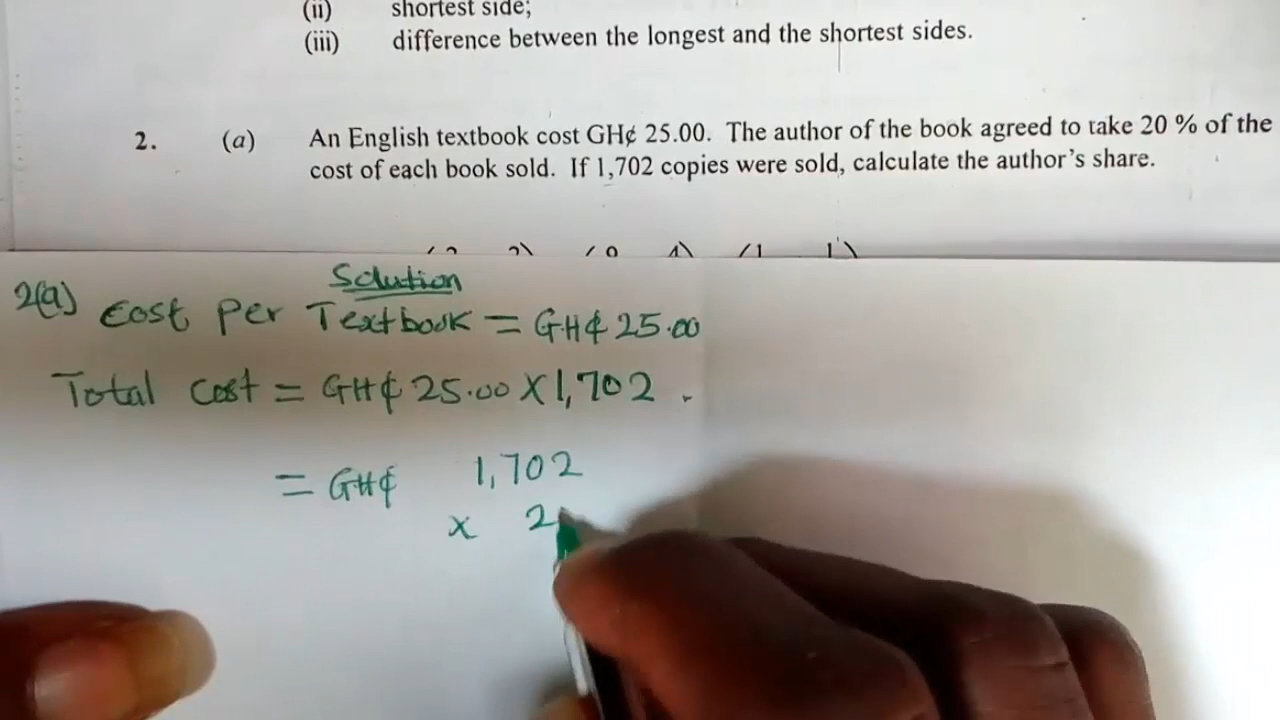 (ii) shortest side;
(iii) difference between the longest and the shortest sides.
2. (a) An English textbook cost GH¢ 25.00. The author of the book agreed to take 20 % of the
cost of each book sold. If 1,702 copies were sold, calculate the author's share.
Solution
2(a) Cost per Textbook = GH¢ 25.00
Total cost = GH¢ 25.00 X 1,702
= GH¢ 1,702
x 2